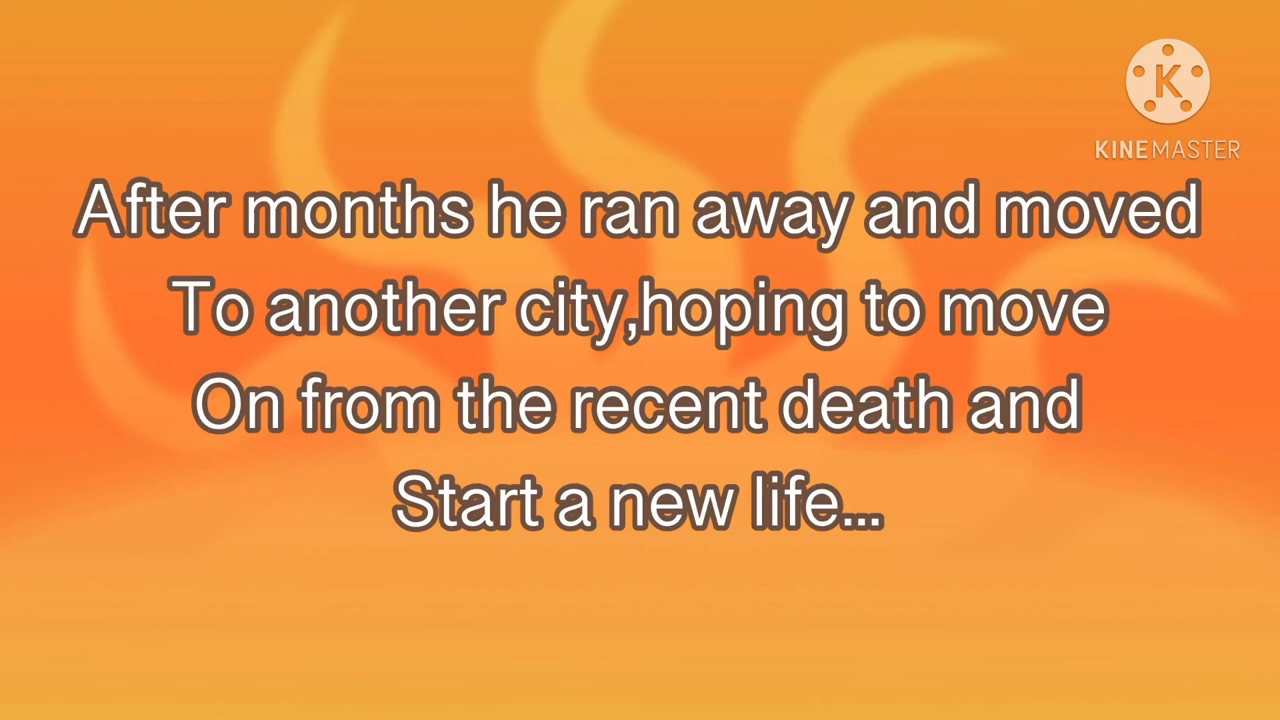 K
KINEMASTER
After months he ran away and moved
To another city,hoping to move
On from the recent death and
Start a new life...